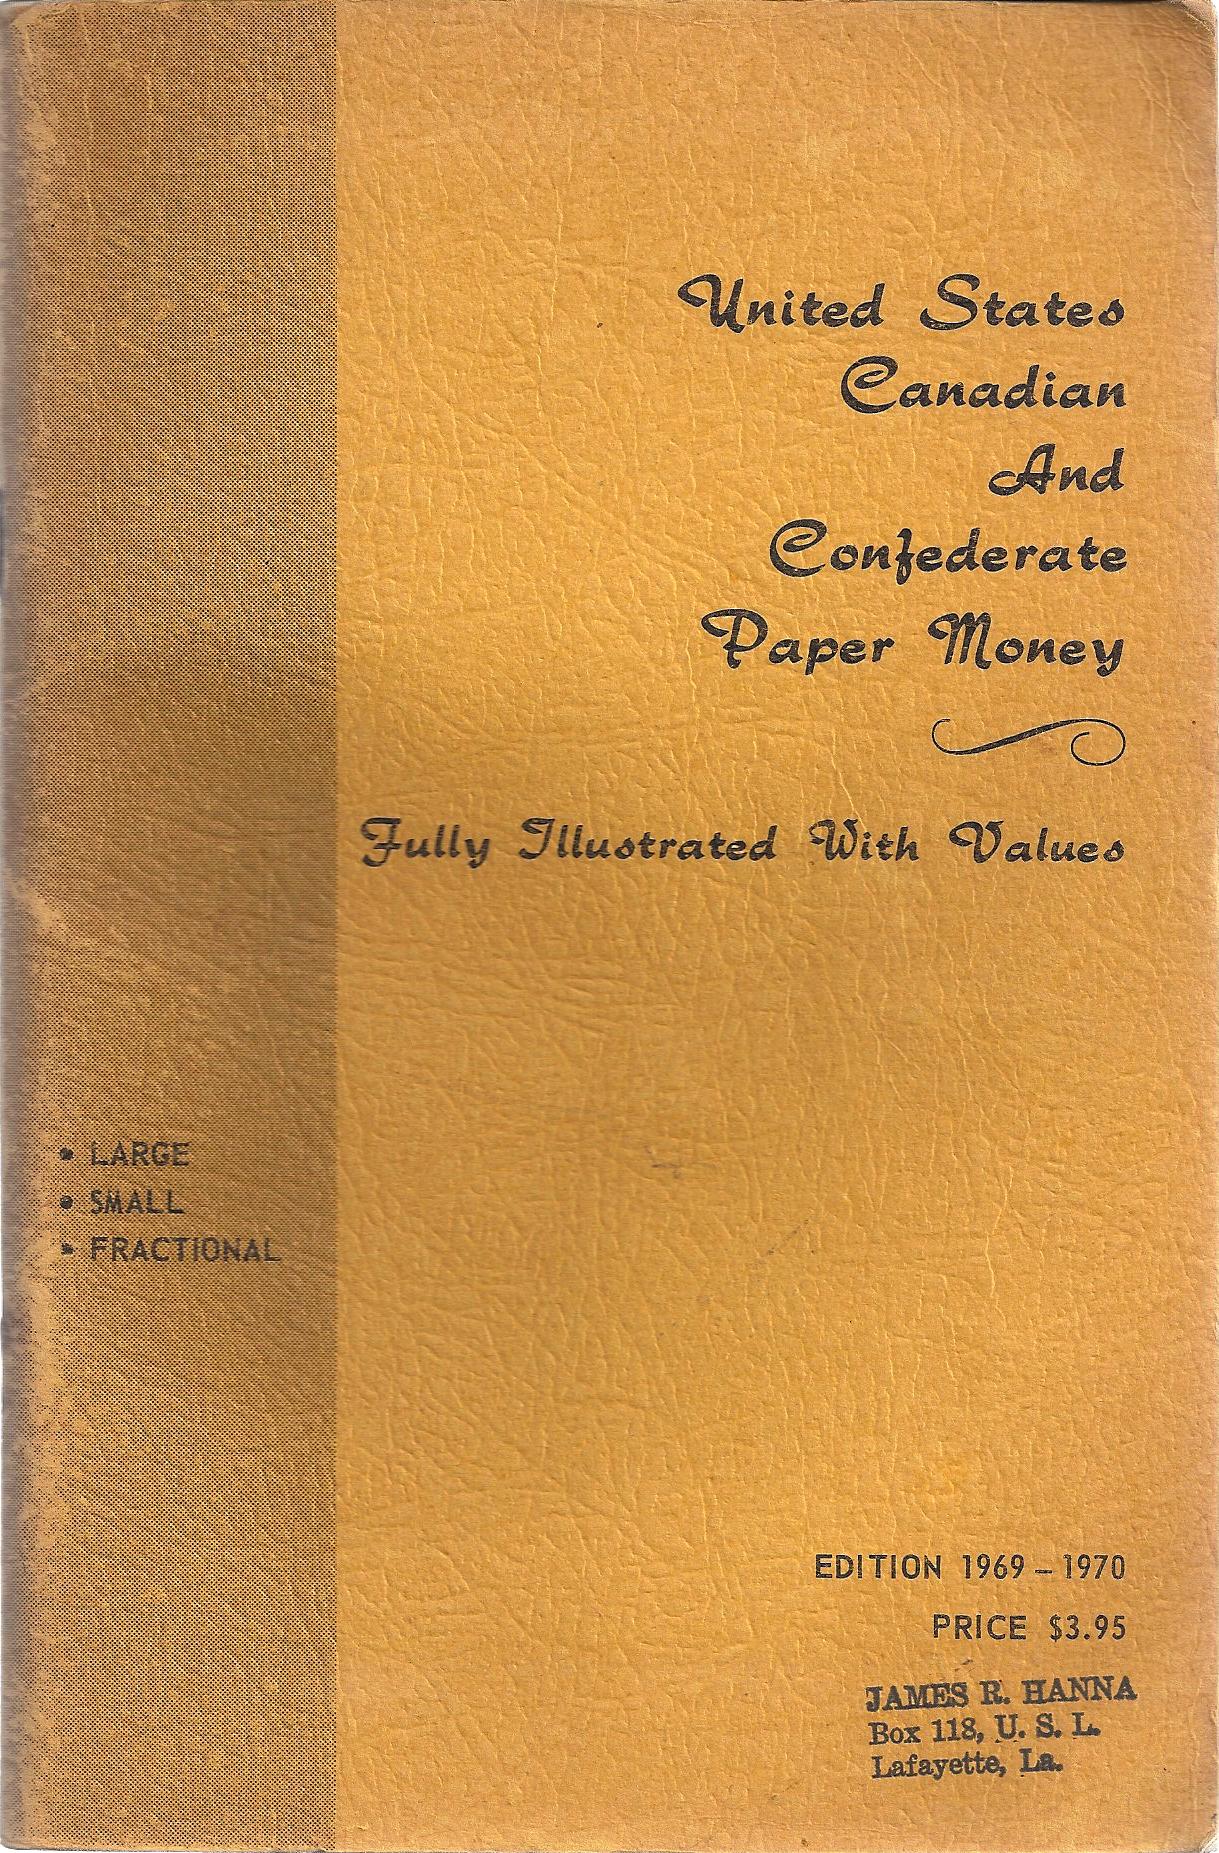 United States
Canadian
And
Confederate
Paper Money
Fully Illustrated With Values
• LARGE
• SMALL
• FRACTIONAL
EDITION 1969 – 1970
PRICE $3.95
JAMES R. HANNA
Box 118, U. S. L.
Lafayette, La.